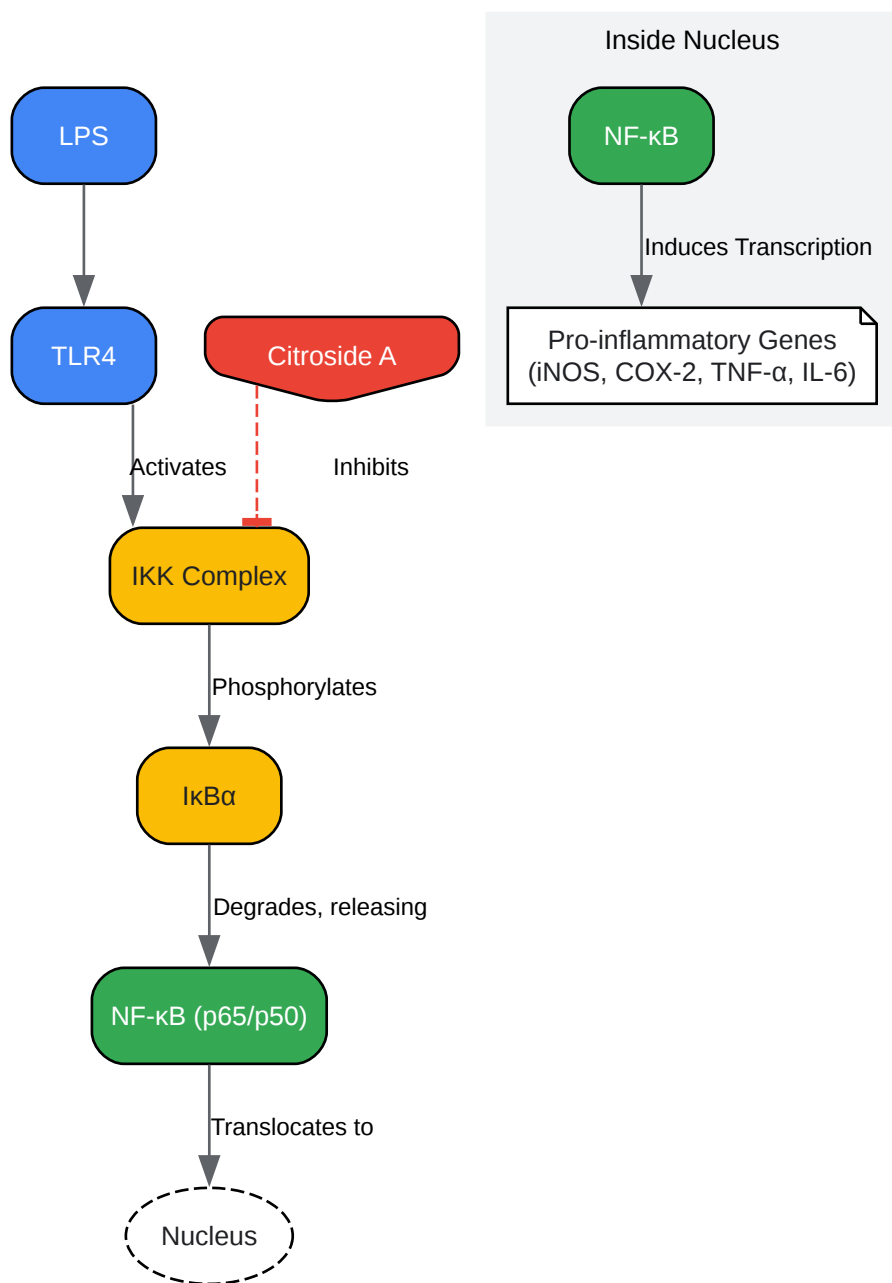 Inside Nucleus
LPS
NF-κB
Induces Transcription
TLR4
Citroside A
Pro-inflammatory Genes
(iNOS, COX-2, TNF-α, IL-6)
Activates
Inhibits
IKK Complex
Phosphorylates
IκBα
Degrades, releasing
NF-κB (p65/p50)
Translocates to
Nucleus